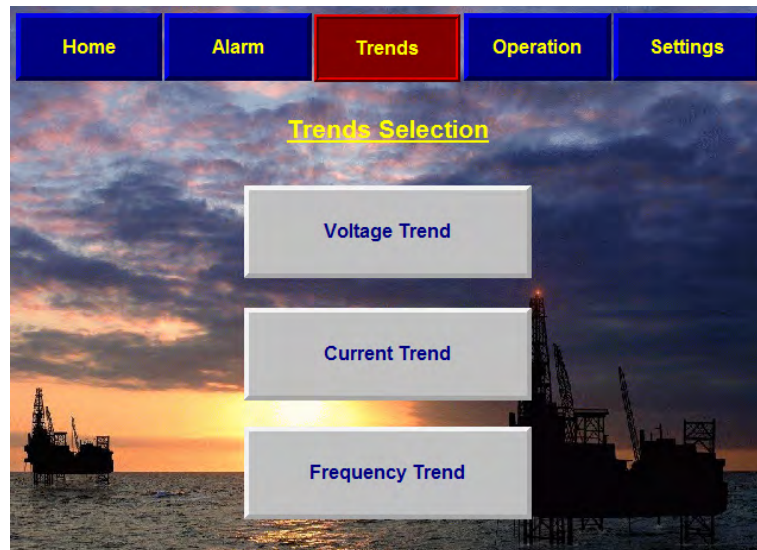 Home Alarm Trends Operation Settings
Trends Selection
Voltage Trend
Current Trend
Frequency Trend